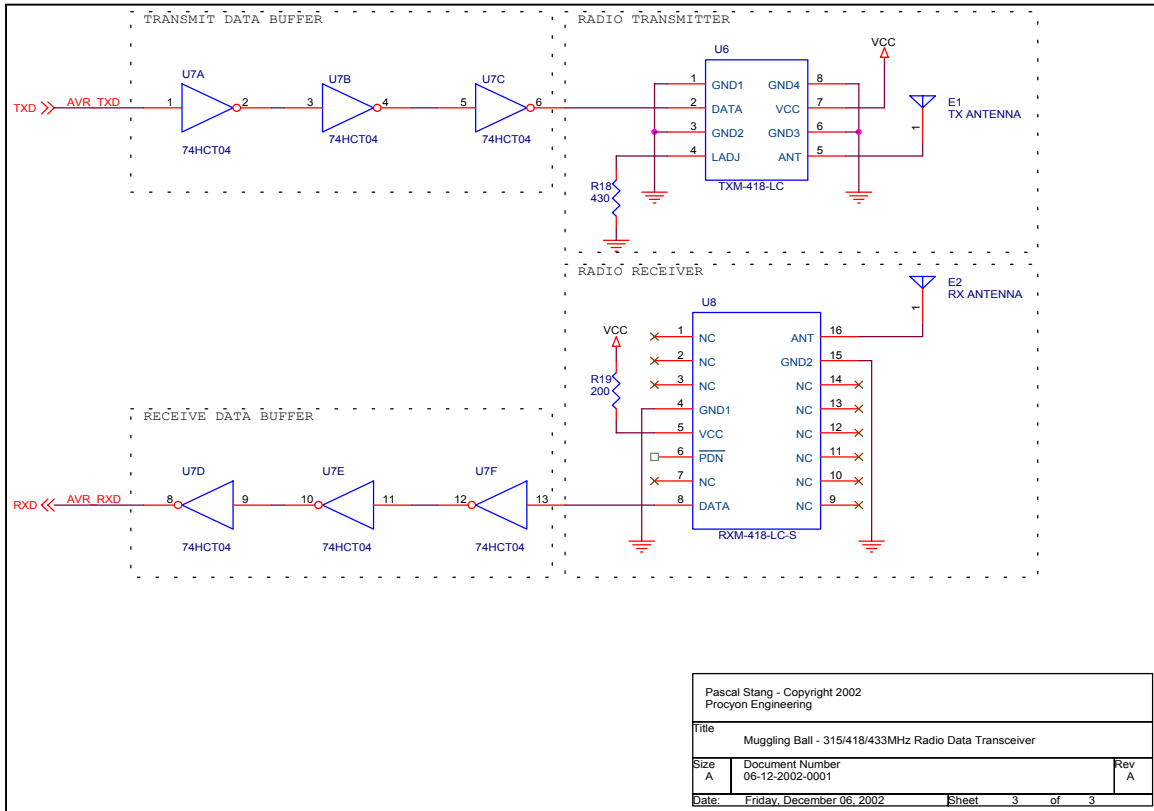 TRANSMIT DATA BUFFER
TXD
AVR_TXD
U7A
1
2
74HCT04
U7B
3
4
74HCT04
U7C
5
6
74HCT04
RADIO TRANSMITTER
U6
VCC
1 GND1 GND4 8
2 DATA VCC 7
3 GND2 GND3 6
4 LADJ ANT 5
TXM-418-LC
R18
430
E1
TX ANTENNA
1
RADIO RECEIVER
U8
VCC
R19
200
1 NC ANT 16
2 NC GND2 15
3 NC NC 14
4 GND1 NC 13
5 VCC NC 12
6 PDN NC 11
7 NC NC 10
8 DATA NC 9
RXM-418-LC-S
E2
RX ANTENNA
1
RECEIVE DATA BUFFER
RXD
AVR_RXD
U7D
8
9
74HCT04
U7E
10
11
74HCT04
U7F
12
13
74HCT04
Pascal Stang - Copyright 2002
Procyon Engineering
Title
Muggling Ball - 315/418/433MHz Radio Data Transceiver
Size Document Number Rev
A 06-12-2002-0001 A
Date: Friday, December 06, 2002 Sheet 3 of 3